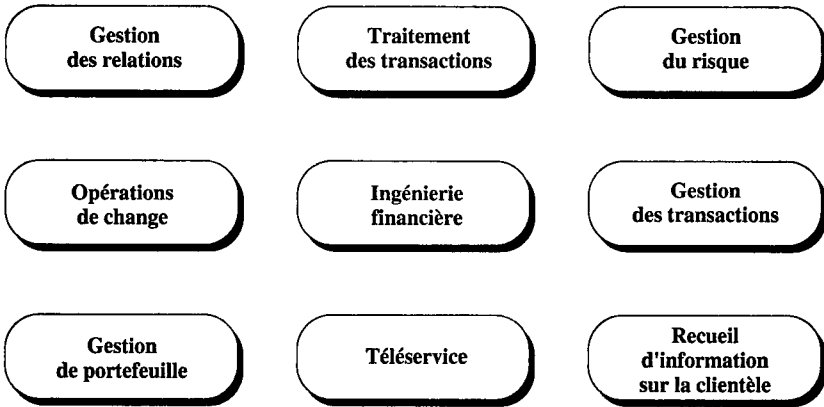 Gestion
des relations
Traitement
des transactions
Gestion
du risque
Opérations
de change
Ingénierie
financière
Gestion
des transactions
Gestion
de portefeuille
Téléservice
Recueil
d'information
sur la clientèle